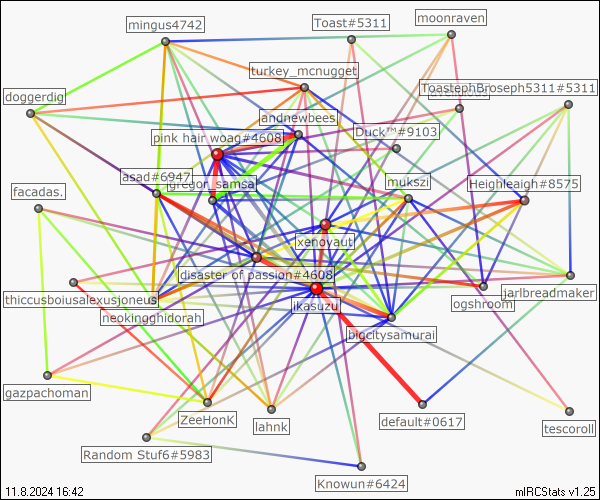 mingus4742
Toast#5311
moonraven
turkey_mcnugget
ToastephBroseph5311#5311
doggerdig
andnewbees
Duck™#9103
pink hair woag#4608
asad#6947
gregor_samsa
mukszi
Heighleaigh#8575
facadas.
xenoyaut
disaster of passion#4608
thiccusboiusalexusjoneus
ikasuzu
ogshroom
jarlbreadmaker
neokingghidorah
bigcitysamurai
gazpachoman
ZeeHonK
lahnk
default#0617
tescoroll
Random Stuf6#5983
Knowun#6424
11.8.2024 16:42
mIRCStats v1.25